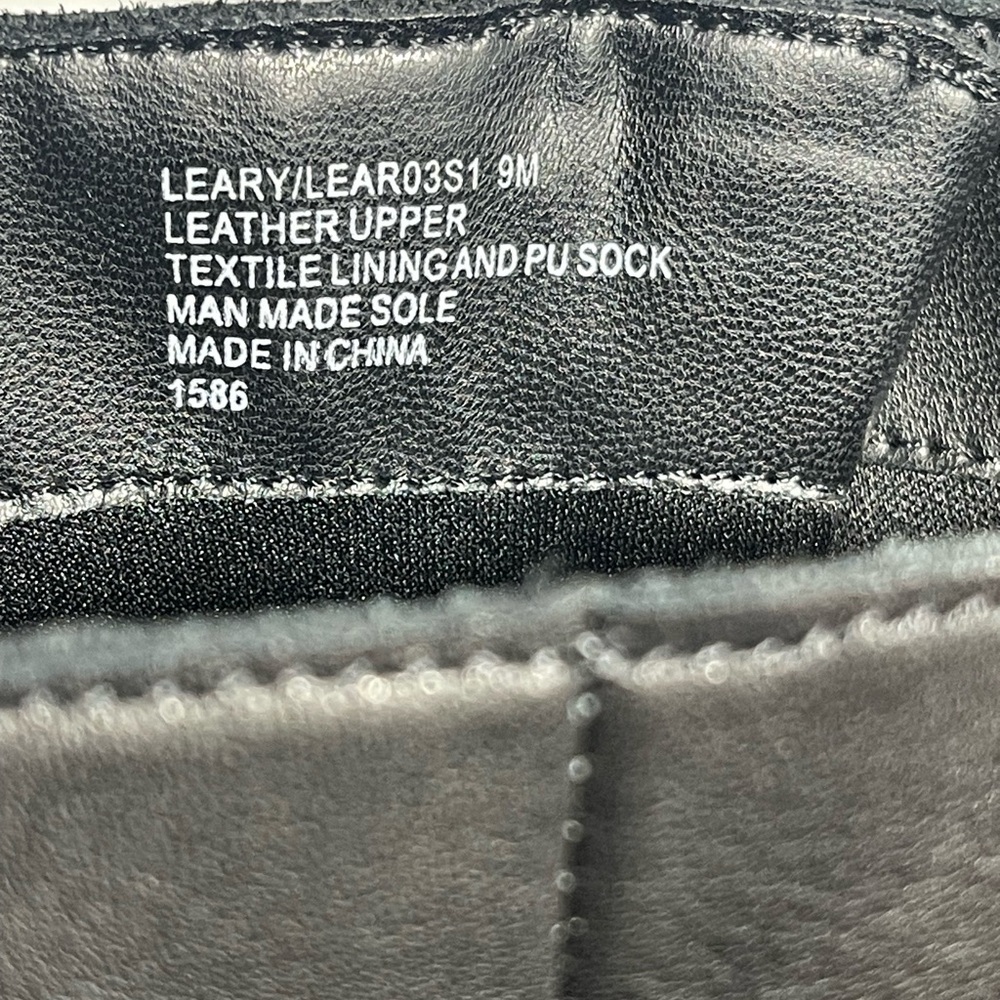 LEARY/LEAR03S1 9M
LEATHER UPPER
TEXTILE LINING AND PU SOCK
MAN MADE SOLE
MADE IN CHINA
1586